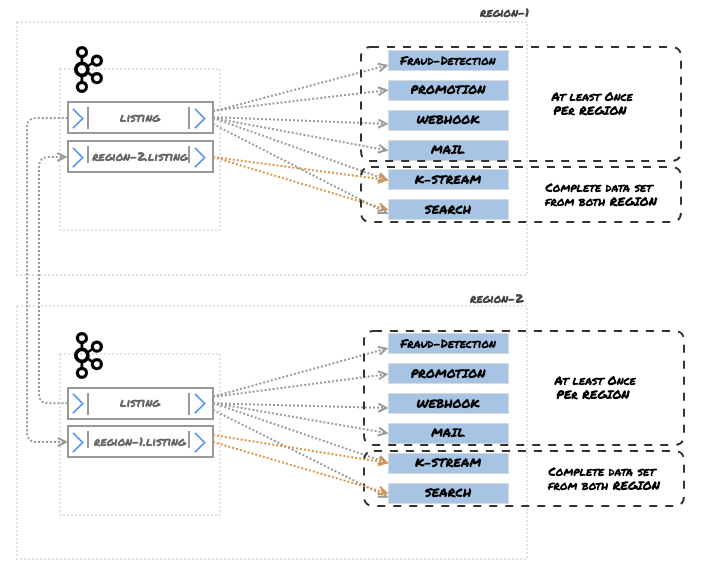 REGION-1
FRAUD-DETECTION
PROMOTION
AT LEAST ONCE
PER REGION
LISTING
WEBHOOK
REGION-2.LISTING
MAIL
K-STREAM
COMPLETE DATA SET
FROM BOTH REGION
SEARCH
REGION-2
FRAUD-DETECTION
PROMOTION
AT LEAST ONCE
PER REGION
LISTING
WEBHOOK
REGION-1.LISTING
MAIL
K-STREAM
COMPLETE DATA SET
FROM BOTH REGION
SEARCH